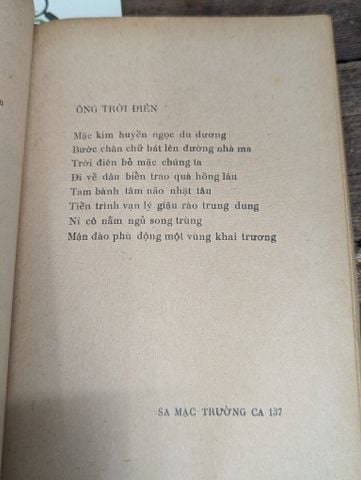 ÔNG TRỜI ĐIÊN
Mặc kim huyền ngọc du dương
Bước chân chữ bát lên đường nhà ma
Trời điên bỏ mặc chúng ta
Đi về dâu biển trao quà hồng lâu
Tam bành tâm não nhật tâu
Tiền trình vạn lý giậu rào trung dung
Ni cô nằm ngủ song trùng
Mận đào phù động một vùng khai trương
SA MẠC TRƯỜNG CA 137